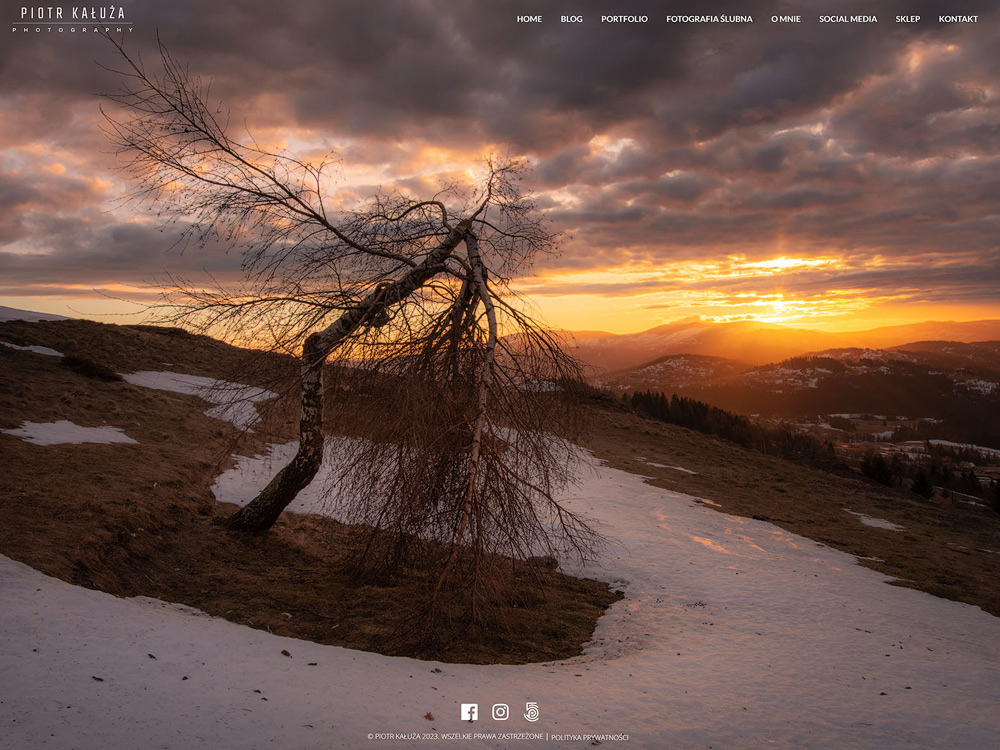 PIOTR KAŁUŻA
PHOTOGRAPHY
HOME BLOG PORTFOLIO FOTOGRAFIA ŚLUBNA O MNIE SOCIAL MEDIA SKLEP KONTAKT
© PIOTR KAŁUŻA 2023. WSZELKIE PRAWA ZASTRZEŻONE | POLITYKA PRYWATNOŚCI